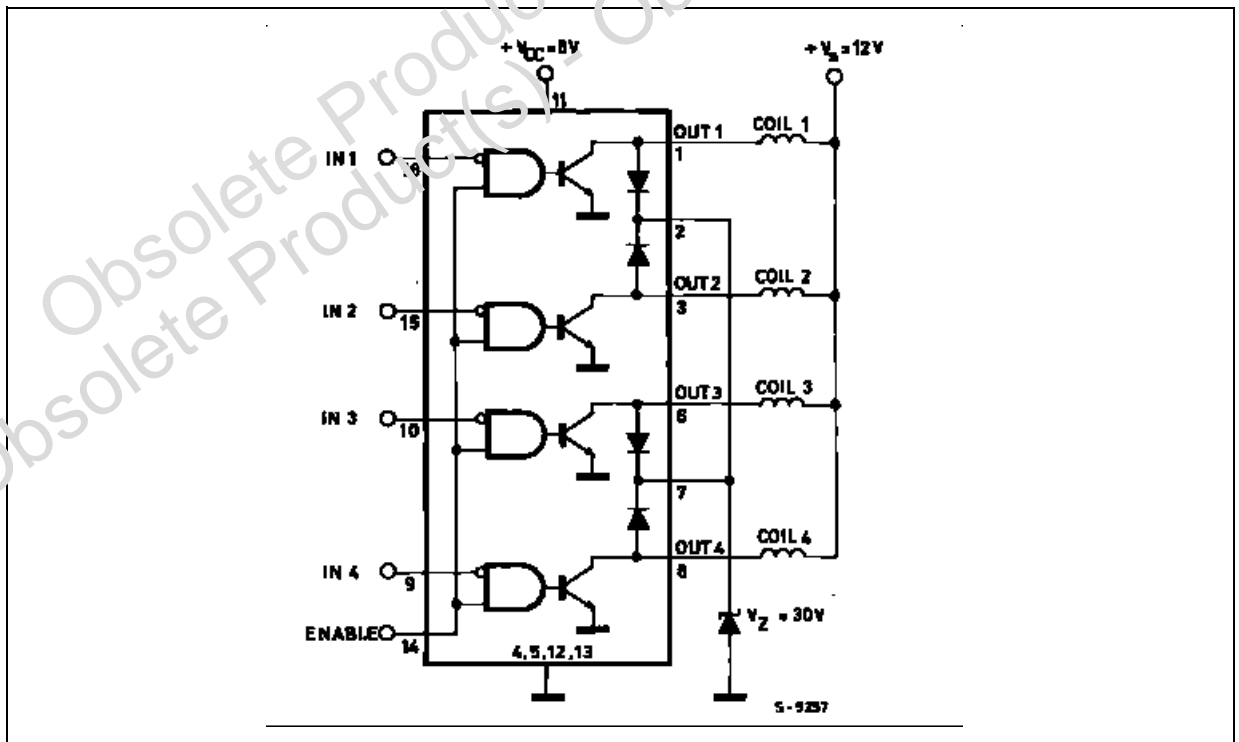 Obsolete Product(s) - Obsolete Product(s)
+ VCC = 8V
+ Vs = 12V
11
OUT 1
COIL 1
IN 1
16
1
2
OUT 2
COIL 2
IN 2
15
3
OUT 3
COIL 3
IN 3
10
6
7
OUT 4
COIL 4
IN 4
9
8
VZ = 30V
ENABLE
14
4, 5, 12, 13
S-9257